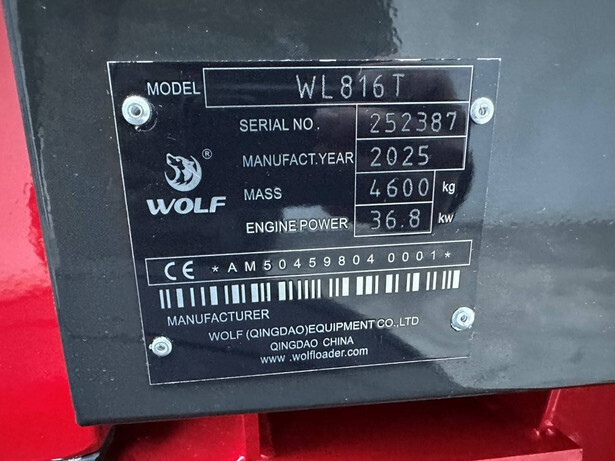 MODEL WL816T
SERIAL NO. 252387
MANUFACT.YEAR 2025
MASS 4600 kg
ENGINE POWER 36.8 kw
WOLF ®
CE *AM50459804 0001*
MANUFACTURER
WOLF (QINGDAO)EQUIPMENT CO.,LTD
QINGDAO CHINA
www .wolfloader.com